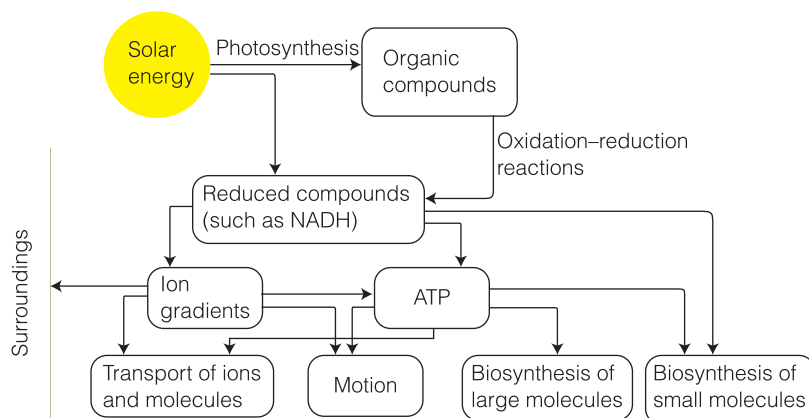 Solar
energy
Photosynthesis
Organic
compounds
Oxidation–reduction
reactions
Reduced compounds
(such as NADH)
Surroundings
Ion
gradients
ATP
Transport of ions
and molecules
Motion
Biosynthesis of
large molecules
Biosynthesis of
small molecules